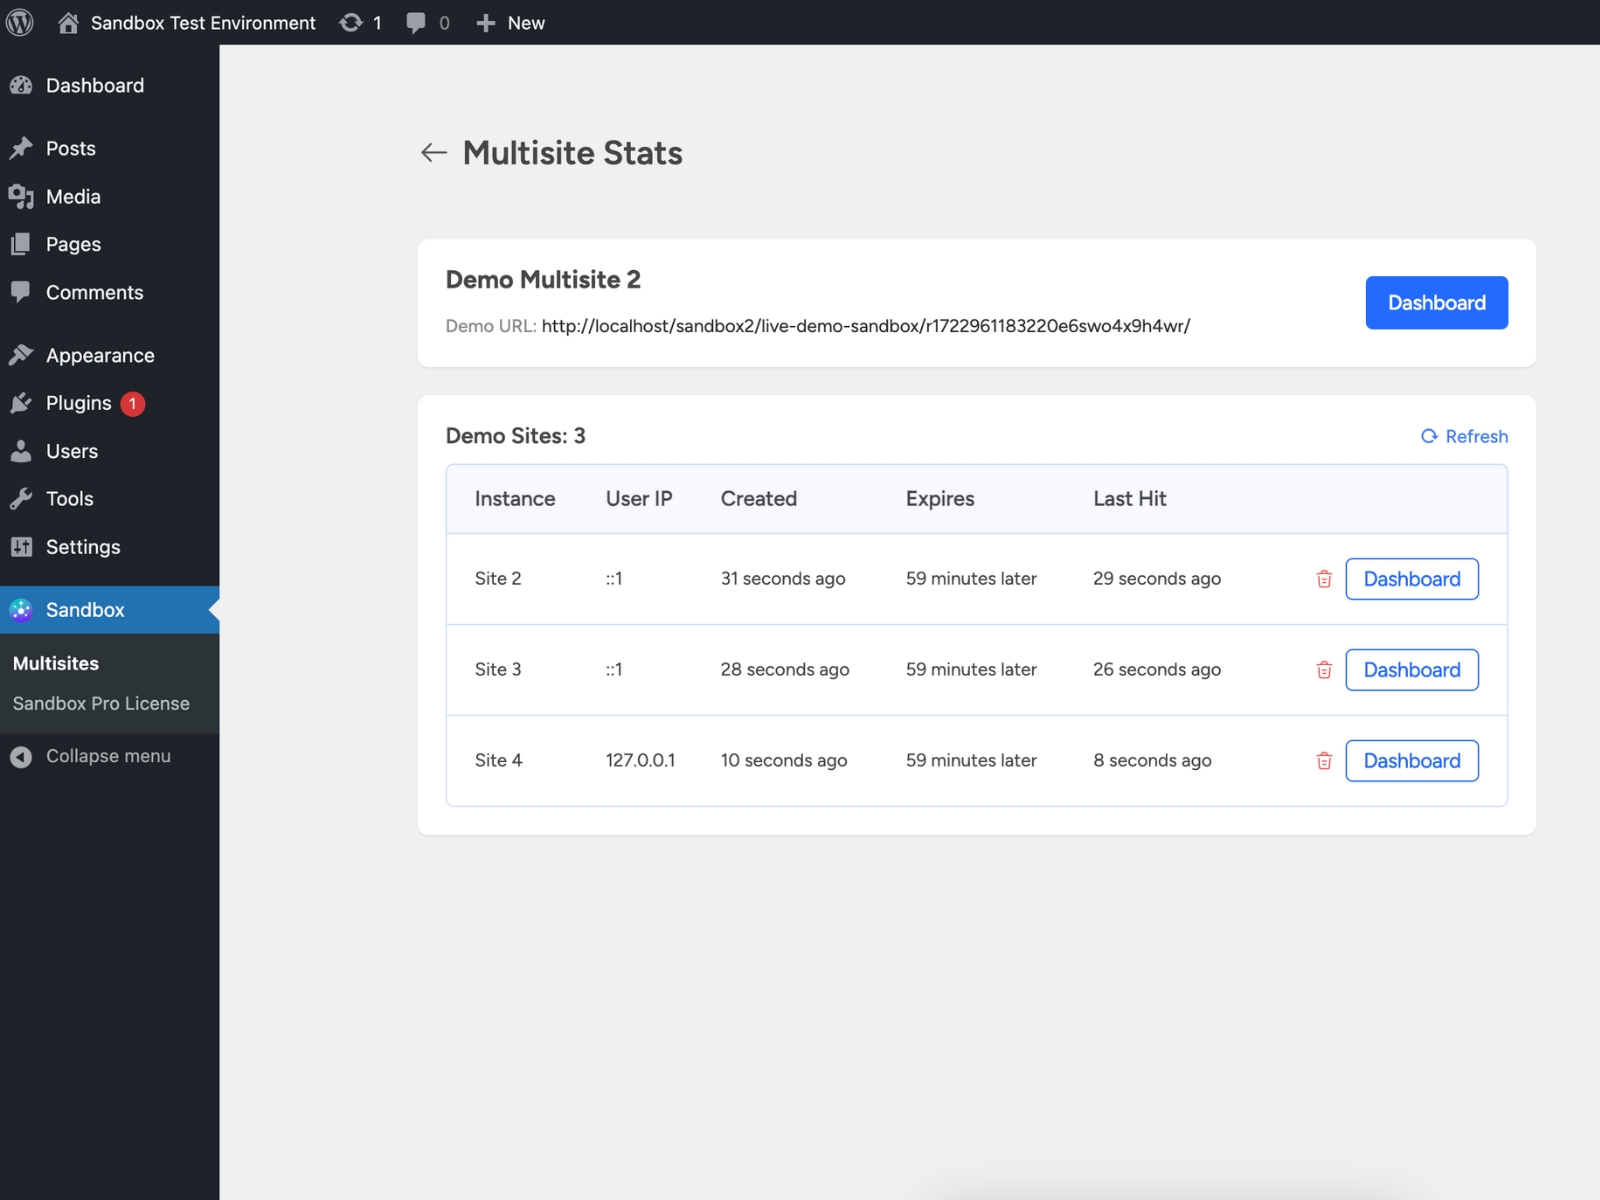 Sandbox Test Environment 1 0 New
Dashboard
Posts
Media
Pages
Comments
Appearance
Plugins 1
Users
Tools
Settings
Sandbox
Multisites
Sandbox Pro License
Collapse menu
Multisite Stats
Demo Multisite 2
Demo URL: http://localhost/sandbox2/live-demo-sandbox/r1722961183220e6swo4x9h4wr/
Dashboard
Demo Sites: 3
Refresh
Instance User IP Created Expires Last Hit
Site 2 ::1 31 seconds ago 59 minutes later 29 seconds ago Dashboard
Site 3 ::1 28 seconds ago 59 minutes later 26 seconds ago Dashboard
Site 4 127.0.0.1 10 seconds ago 59 minutes later 8 seconds ago Dashboard